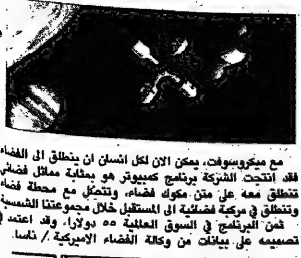 مع ميكروسوفت، يمكن الان لكل انسان ان ينطلق الى الفضاء
فقد انتجت الشركة برنامج كمبيوتر هو بمثابة مماثل فضائي
تنطلق معه على متن مكوك فضاء، وتتصل مع محطة فضاء
وتنطلق في مركبة فضائية الى المستقبل خلال مجموعتنا الشمسية
. ثمن البرنامج في السوق العالمية ٥٥ دولارا، وقد اعتمد في
تصميمه على بيانات من وكالة الفضاء الاميركية / ناسا.